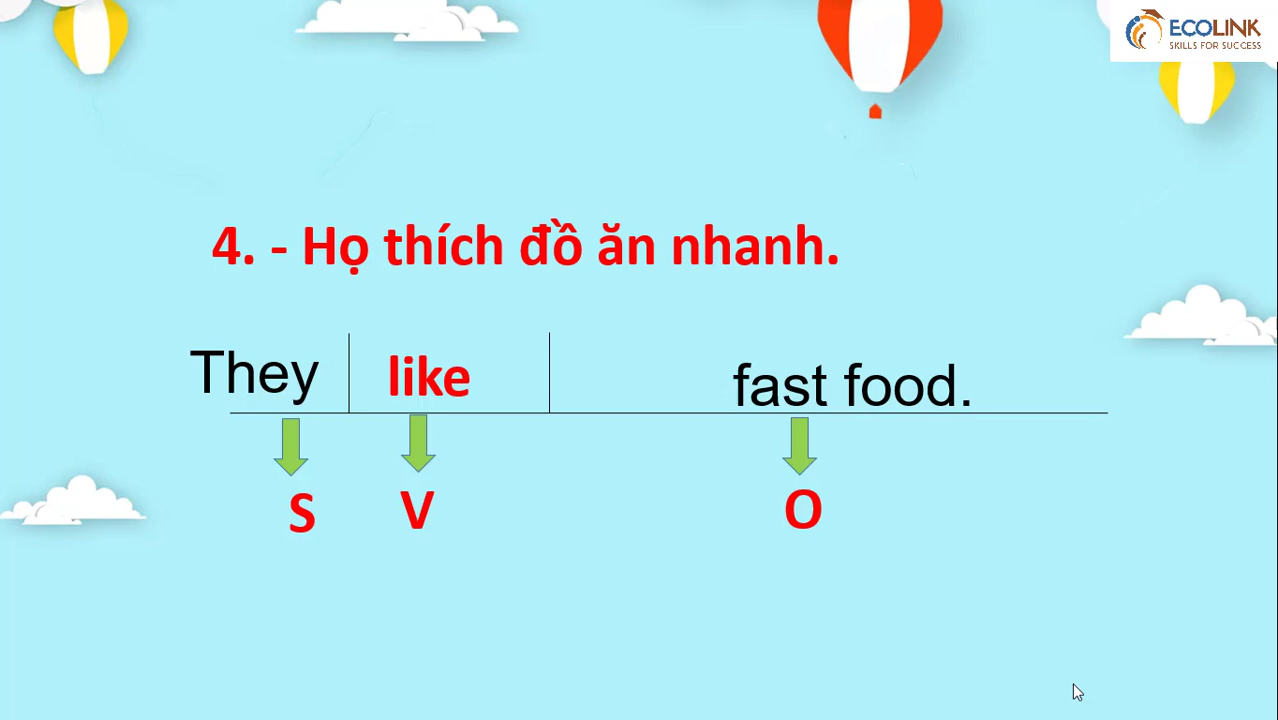 ECOLINK
SKILLS FOR SUCCESS
4. - Họ thích đồ ăn nhanh.
They like fast food.
S V O